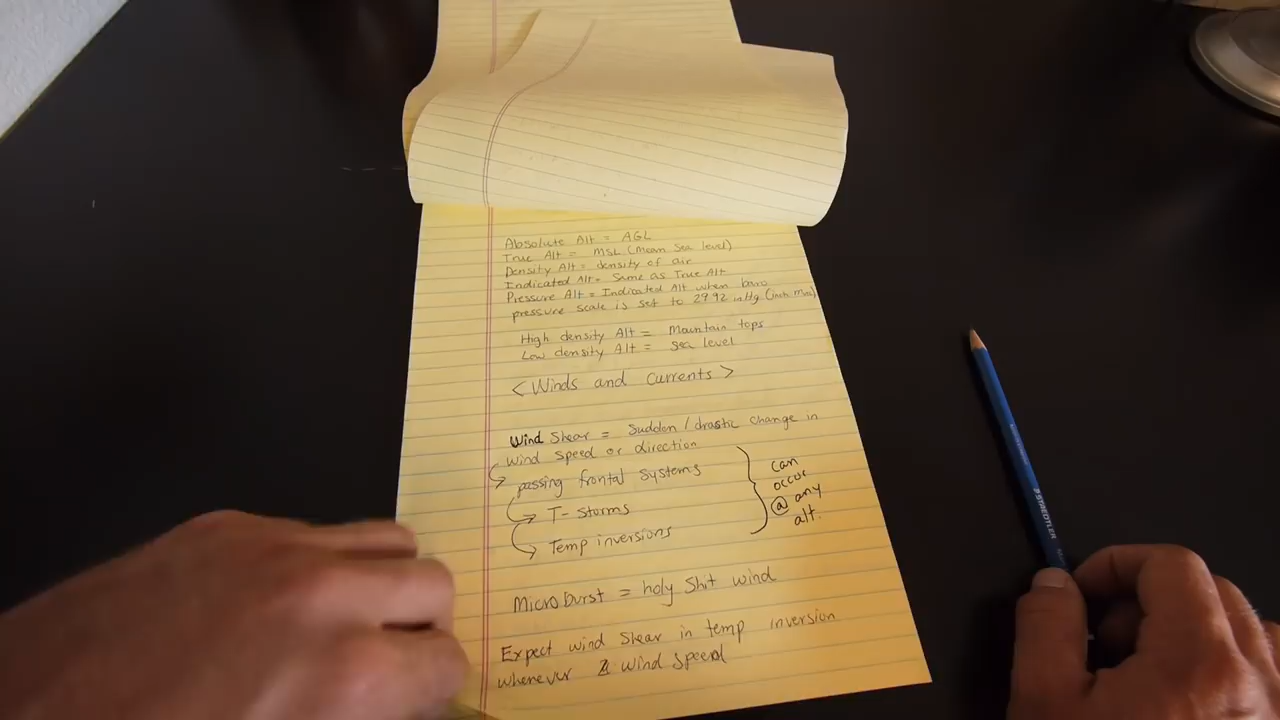 Absolute Alt = AGL
True Alt = MSL (Mean Sea level)
Density Alt = density of air
Indicated Alt = Same as True Alt
Pressure Alt = Indicated Alt when baro
pressure scale is set to 29.92 inHg
High density Alt = Mountain tops
Low density Alt = sea level
< Winds and Currents >
Wind Shear = Sudden / drastic change in
wind speed or direction
passing frontal systems
T-storms
Temp inversions
can
occur
@ any
alt.
Microburst = holy shit wind
Expect wind shear in temp inversion
whenever wind speed
STAEDTLER